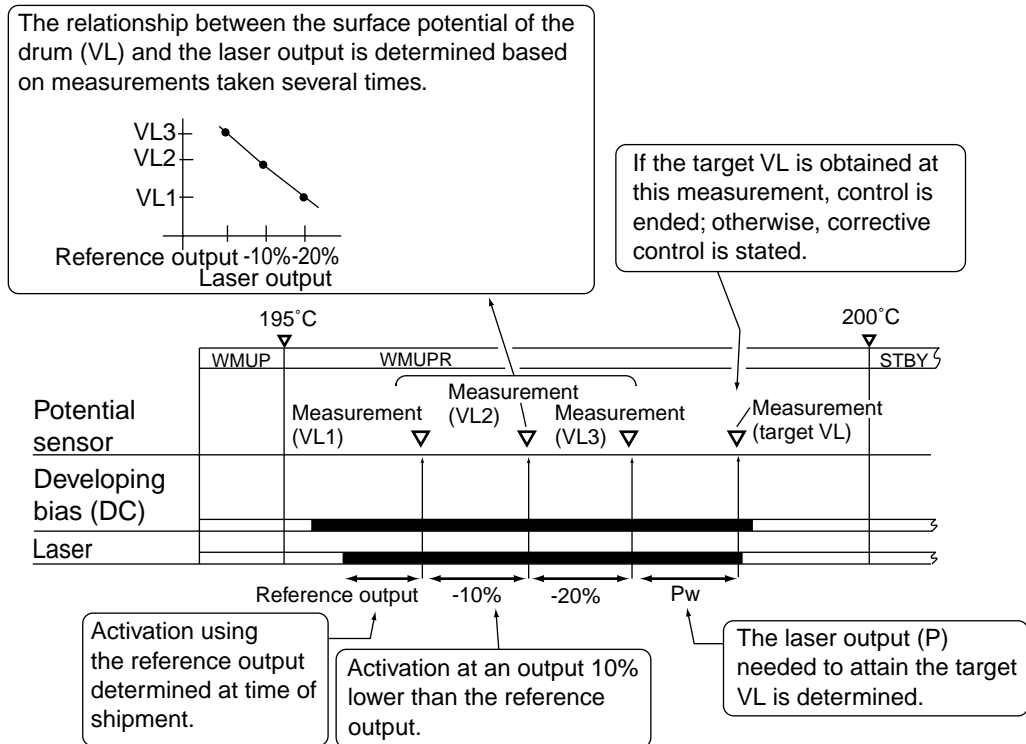 The relationship between the surface potential of the
drum (VL) and the laser output is determined based
on measurements taken several times.
VL3
VL2
VL1
Reference output -10% -20%
Laser output
If the target VL is obtained at
this measurement, control is
ended; otherwise, corrective
control is stated.
195˚C
200˚C
WMUP
WMUPR
STBY
Potential
sensor
Measurement
(VL1)
Measurement
(VL2)
Measurement
(VL3)
Measurement
(target VL)
Developing
bias (DC)
Laser
Reference output
-10%
-20%
Pw
Activation using
the reference output
determined at time of
shipment.
Activation at an output 10%
lower than the reference
output.
The laser output (P)
needed to attain the target
VL is determined.